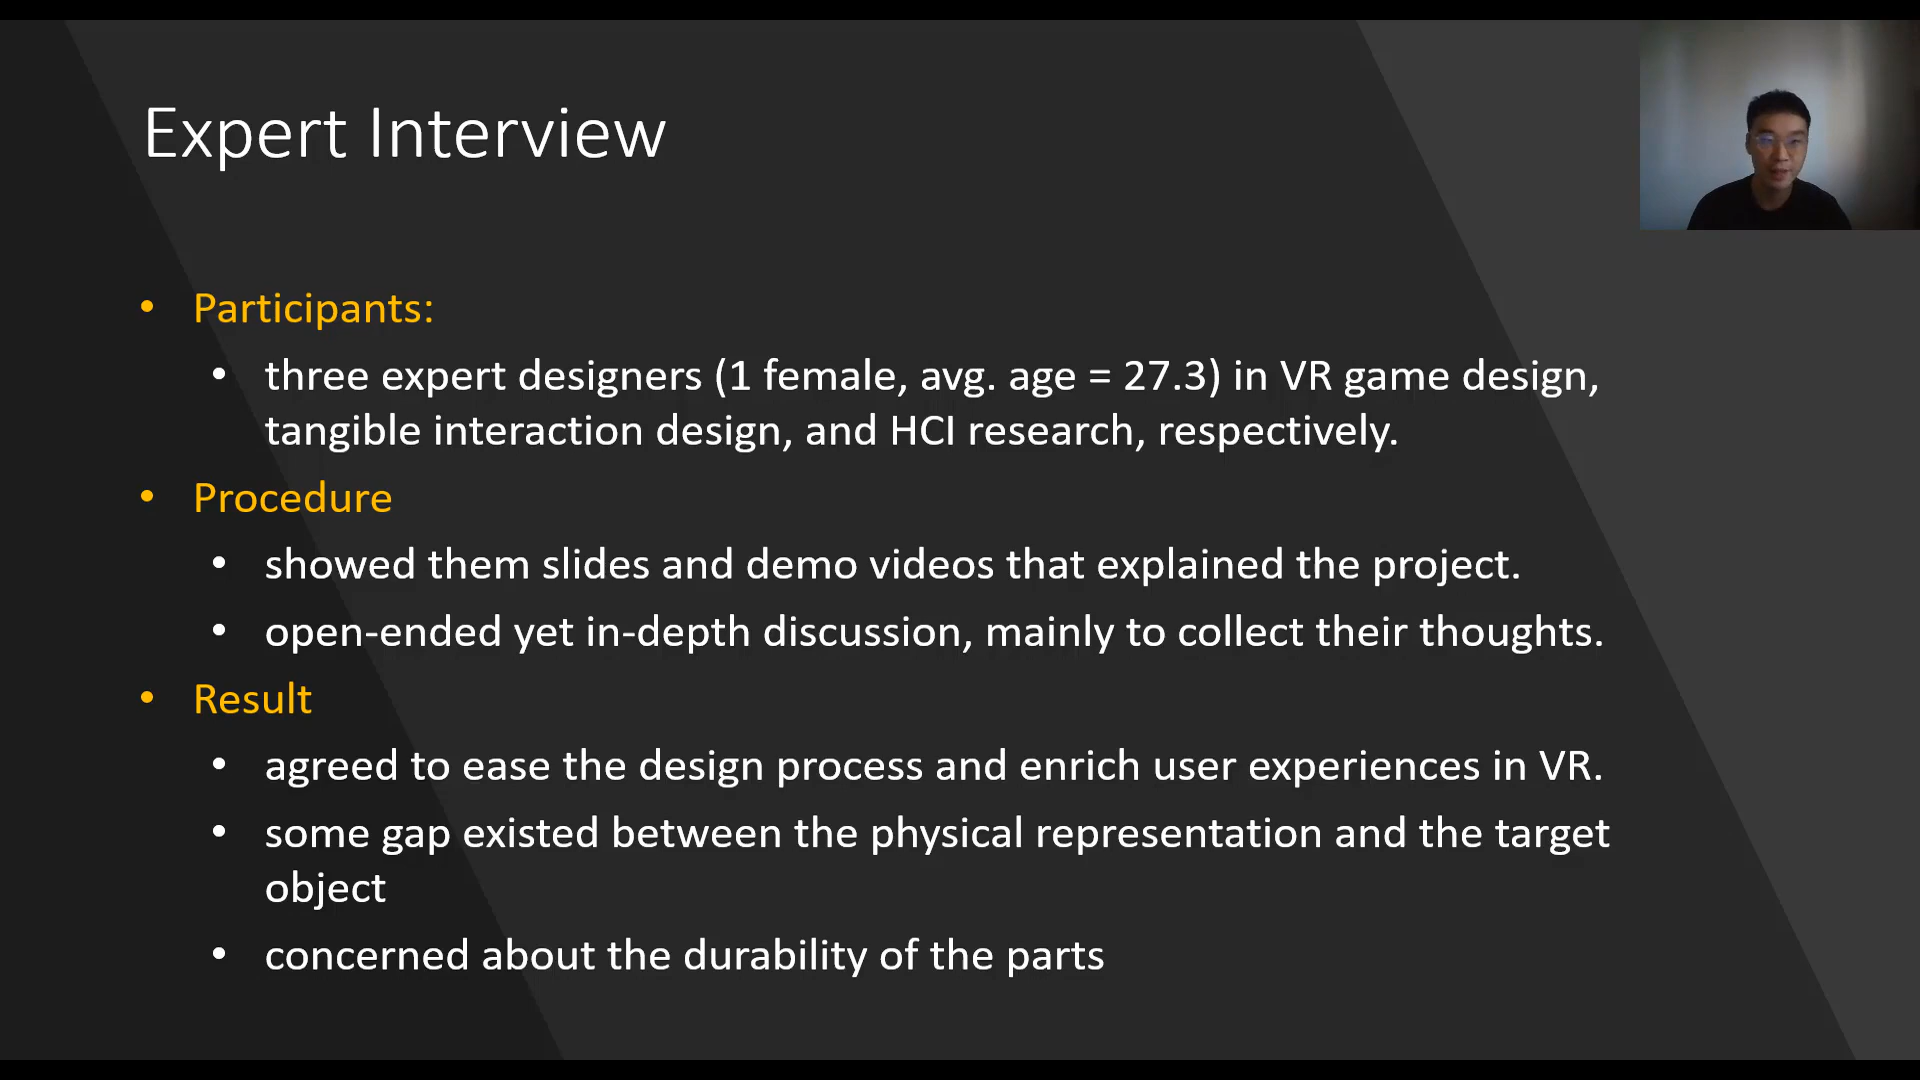 Expert Interview
• Participants:
• three expert designers (1 female, avg. age = 27.3) in VR game design,
tangible interaction design, and HCI research, respectively.
• Procedure
• showed them slides and demo videos that explained the project.
• open-ended yet in-depth discussion, mainly to collect their thoughts.
• Result
• agreed to ease the design process and enrich user experiences in VR.
• some gap existed between the physical representation and the target
object
• concerned about the durability of the parts